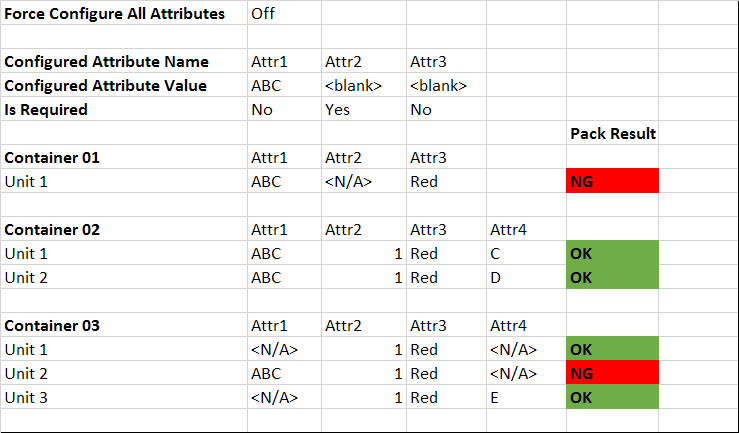 Force Configure All Attributes Off
Configured Attribute Name Attr1 Attr2 Attr3
Configured Attribute Value ABC <blank> <blank>
Is Required No Yes No
Pack Result
Container 01 Attr1 Attr2 Attr3
Unit 1 ABC <N/A> Red NG
Container 02 Attr1 Attr2 Attr3 Attr4
Unit 1 ABC 1 Red C OK
Unit 2 ABC 1 Red D OK
Container 03 Attr1 Attr2 Attr3 Attr4
Unit 1 <N/A> 1 Red <N/A> OK
Unit 2 ABC 1 Red <N/A> NG
Unit 3 <N/A> 1 Red E OK